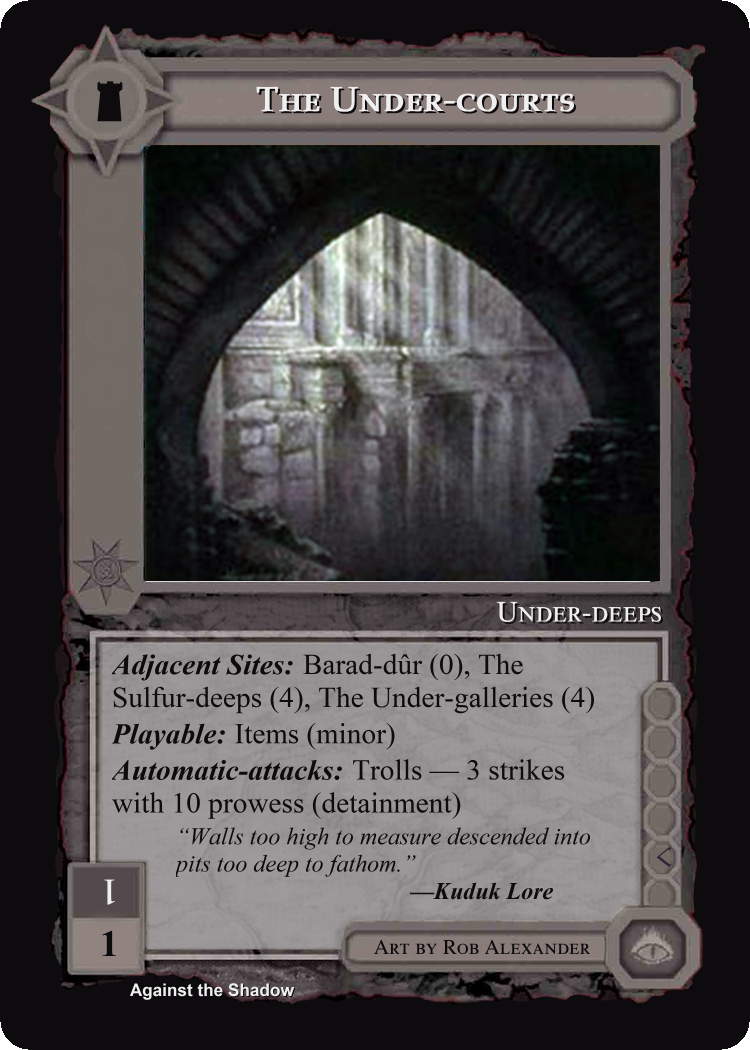 The Under-courts
Under-deeps
Adjacent Sites: Barad-dûr (0), The
Sulfur-deeps (4), The Under-galleries (4)
Playable: Items (minor)
Automatic-attacks: Trolls — 3 strikes
with 10 prowess (detainment)
“Walls too high to measure descended into
pits too deep to fathom.”
—Kuduk Lore
1
1
Art by Rob Alexander
Against the Shadow